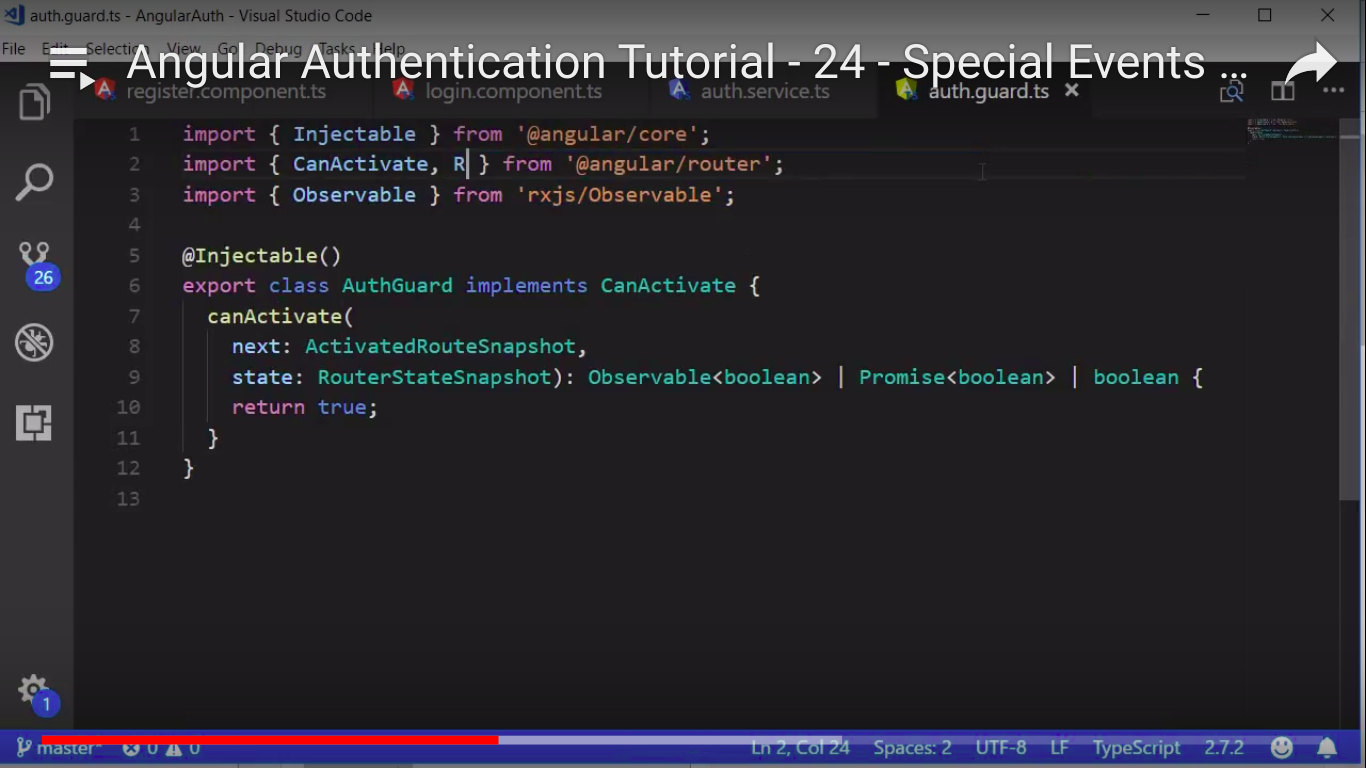 auth.guard.ts - AngularAuth - Visual Studio Code
File Edit Selection View Go Debug Tasks Help
Angular Authentication Tutorial - 24 - Special Events ...
register.component.ts login.component.ts auth.service.ts auth.guard.ts
1 import { Injectable } from '@angular/core';
2 import { CanActivate, R } from '@angular/router';
3 import { Observable } from 'rxjs/Observable';
4
5 @Injectable()
6 export class AuthGuard implements CanActivate {
7 canActivate(
8 next: ActivatedRouteSnapshot,
9 state: RouterStateSnapshot): Observable<boolean> | Promise<boolean> | boolean {
10 return true;
11 }
12 }
13
26
1
master* 0 0 Ln 2, Col 24 Spaces: 2 UTF-8 LF TypeScript 2.7.2